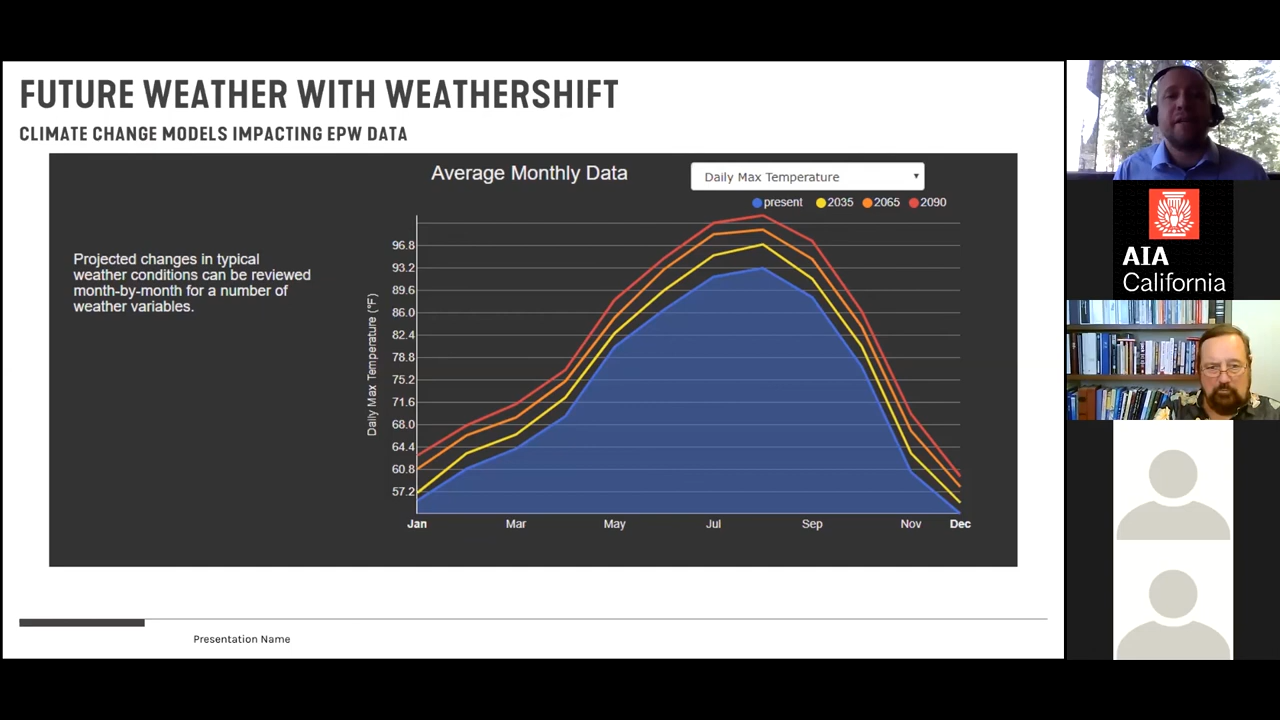 FUTURE WEATHER WITH WEATHERSHIFT
CLIMATE CHANGE MODELS IMPACTING EPW DATA
Projected changes in typical
weather conditions can be reviewed
month-by-month for a number of
weather variables.
Average Monthly Data
Daily Max Temperature
present 2035 2065 2090
Daily Max Temperature (°F)
96.8
93.2
89.6
86.0
82.4
78.8
75.2
71.6
68.0
64.4
60.8
57.2
Jan Mar May Jul Sep Nov Dec
Presentation Name
AIA
California